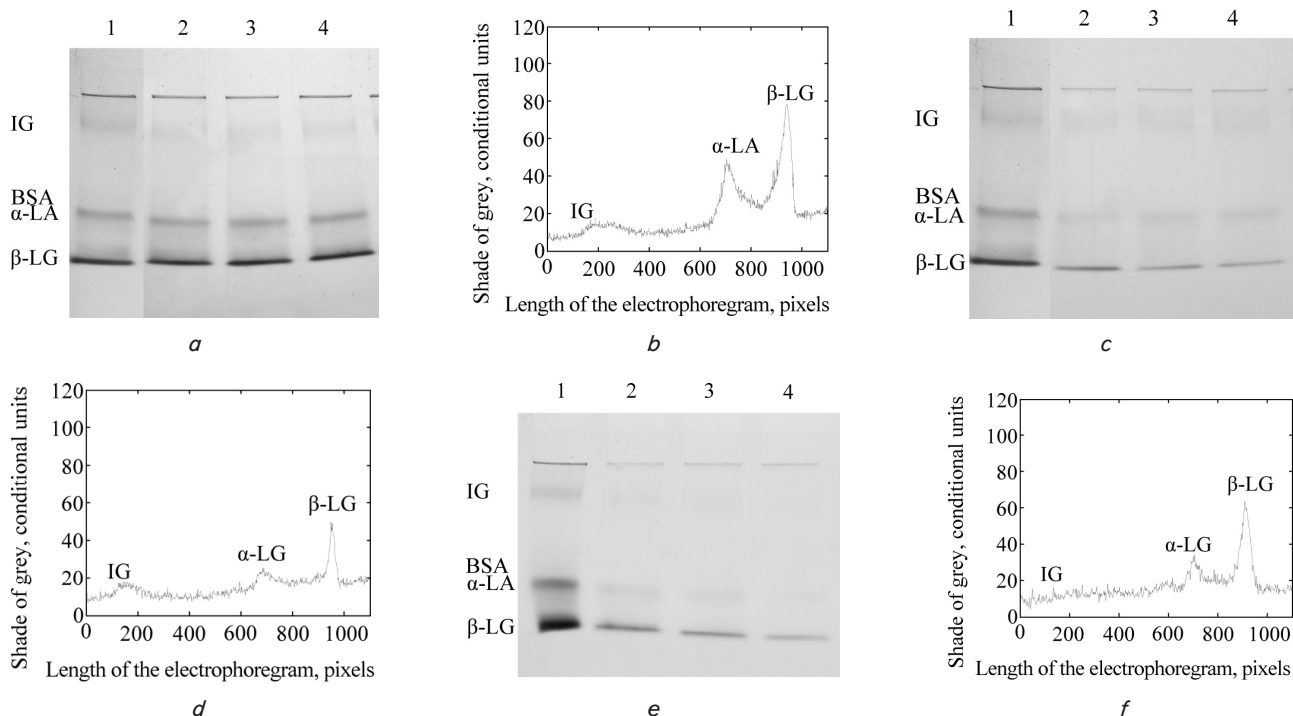 1 2 3 4
IG
BSA
α-LA
β-LG
a
Shade of grey, conditional units
120
100
80
60
40
20
0
IG
α-LA
β-LG
0 200 400 600 800 1000
Length of the electrophoregram, pixels
b
1 2 3 4
IG
BSA
α-LA
β-LG
c
Shade of grey, conditional units
120
100
80
60
40
20
0
IG
α-LG
β-LG
0 200 400 600 800 1000
Length of the electrophoregram, pixels
d
1 2 3 4
IG
BSA
α-LA
β-LG
e
Shade of grey, conditional units
120
100
80
60
40
20
0
IG
α-LG
β-LG
0 200 400 600 800 1000
Length of the electrophoregram, pixels
f